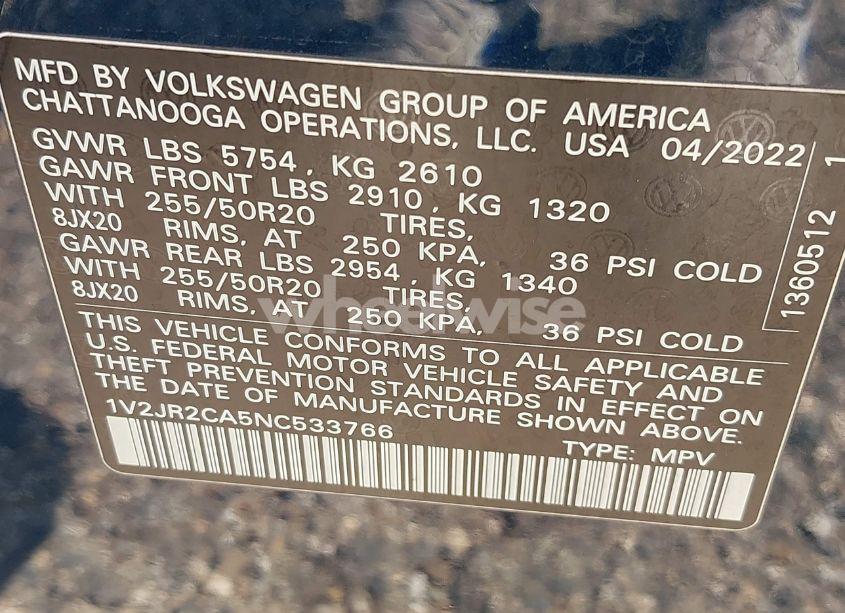 MFD BY VOLKSWAGEN GROUP OF AMERICA
CHATTANOOGA OPERATIONS, LLC. USA 04/2022
GVWR LBS 5754, KG 2610
GAWR FRONT LBS 2910, KG 1320
WITH 255/50R20 TIRES,
8JX20 RIMS, AT 250 KPA, 36 PSI COLD
GAWR REAR LBS 2954, KG 1340
WITH 255/50R20 TIRES,
8JX20 RIMS, AT 250 KPA, 36 PSI COLD
THIS VEHICLE CONFORMS TO ALL APPLICABLE
U.S. FEDERAL MOTOR VEHICLE SAFETY AND
THEFT PREVENTION STANDARDS IN EFFECT ON
THE DATE OF MANUFACTURE SHOWN ABOVE.
1V2JR2CA5NC533766 TYPE: MPV
1360512 1
wheelwise